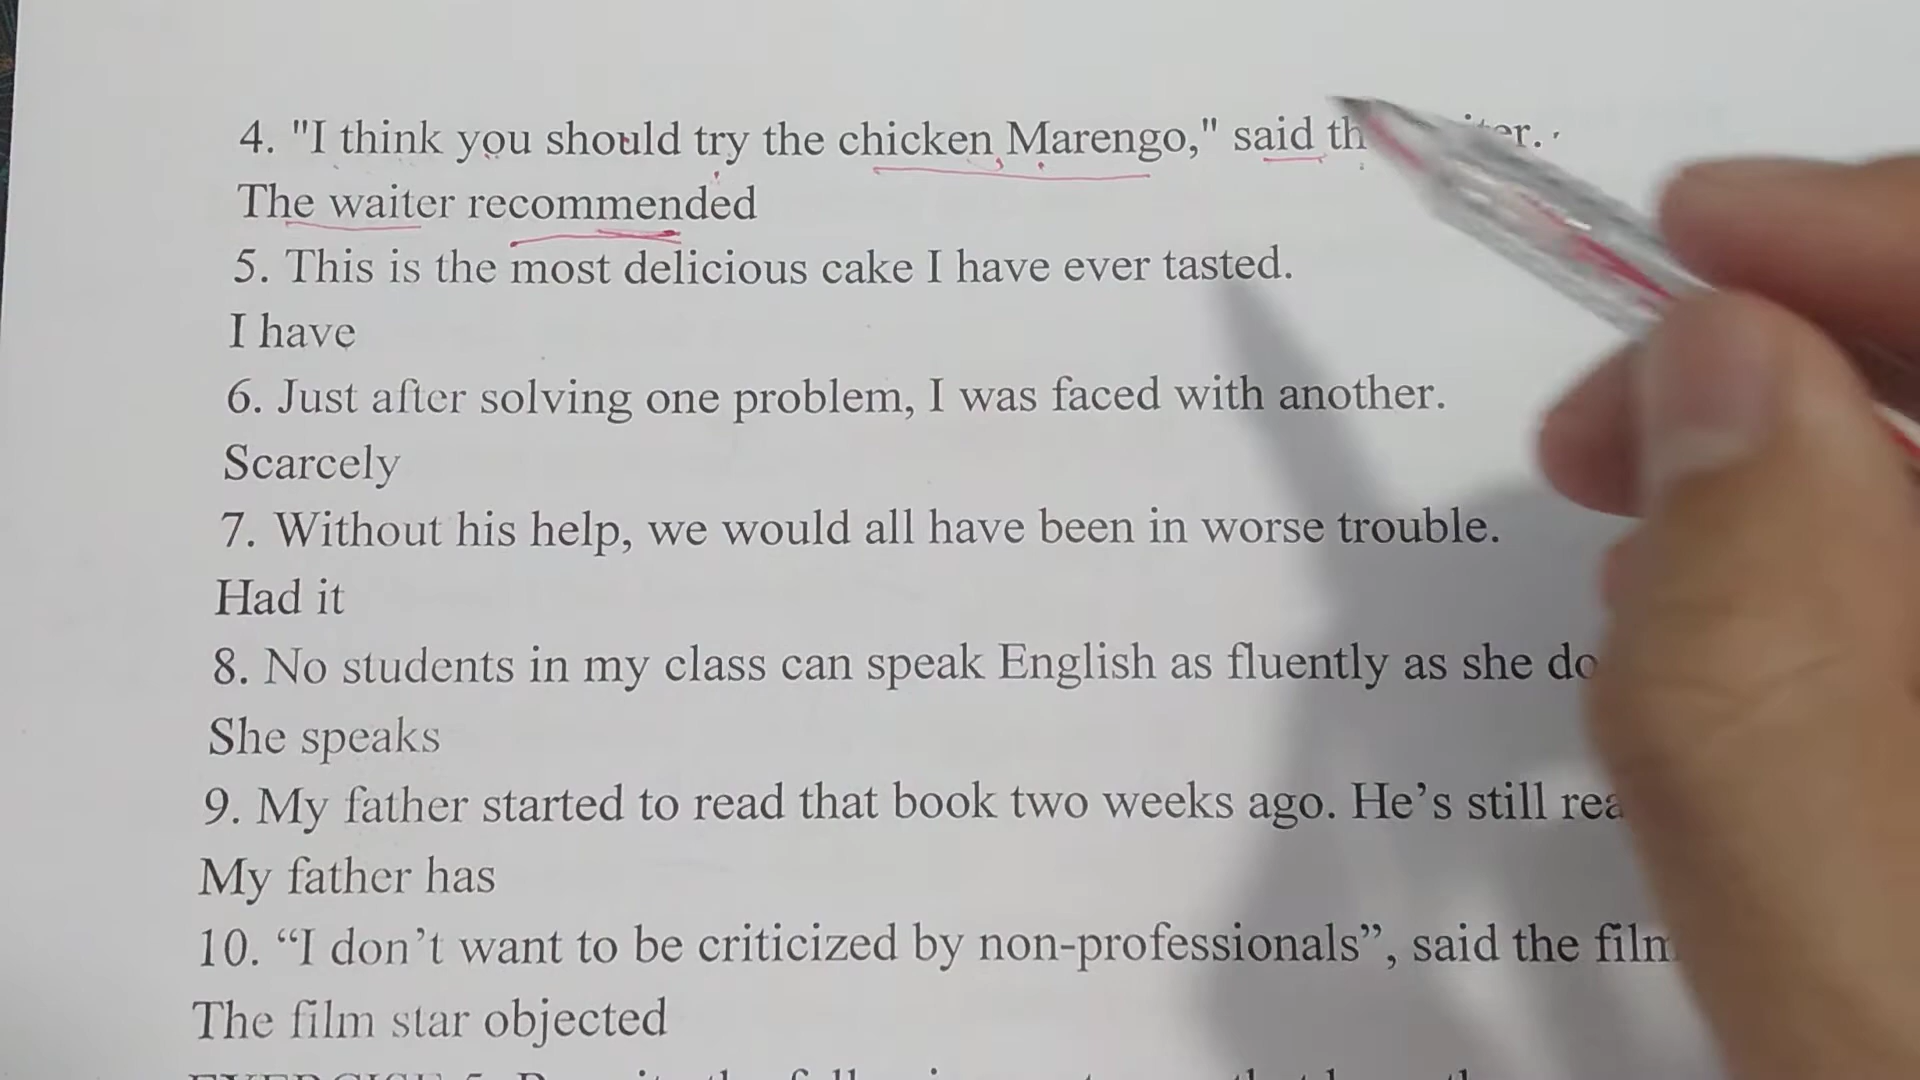 4. "I think you should try the chicken Marengo," said
The waiter recommended
5. This is the most delicious cake I have ever tasted.
I have
6. Just after solving one problem, I was faced with another.
Scarcely
7. Without his help, we would all have been in worse trouble.
Had it
8. No students in my class can speak English as fluently as she
She speaks
9. My father started to read that book two weeks ago. He’s still
My father has
10. “I don’t want to be criticized by non-professionals”, said the film
The film star objected